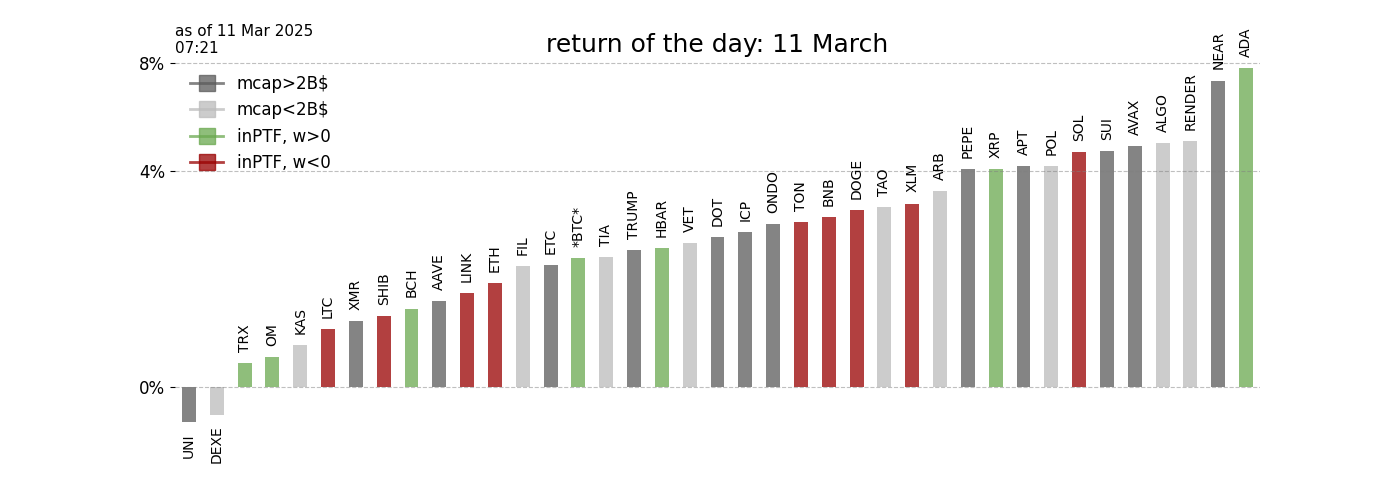 as of 11 Mar 2025
07:21
return of the day: 11 March
8%
4%
0%
mcap>2B$
mcap<2B$
inPTF, w>0
inPTF, w<0
UNI
DEXE
TRX
OM
KAS
LTC
XMR
SHIB
BCH
AAVE
LINK
ETH
FIL
ETC
*BTC*
TIA
TRUMP
HBAR
VET
DOT
ICP
ONDO
TON
BNB
DOGE
TAO
XLM
ARB
PEPE
XRP
APT
POL
SOL
SUI
AVAX
ALGO
RENDER
NEAR
ADA